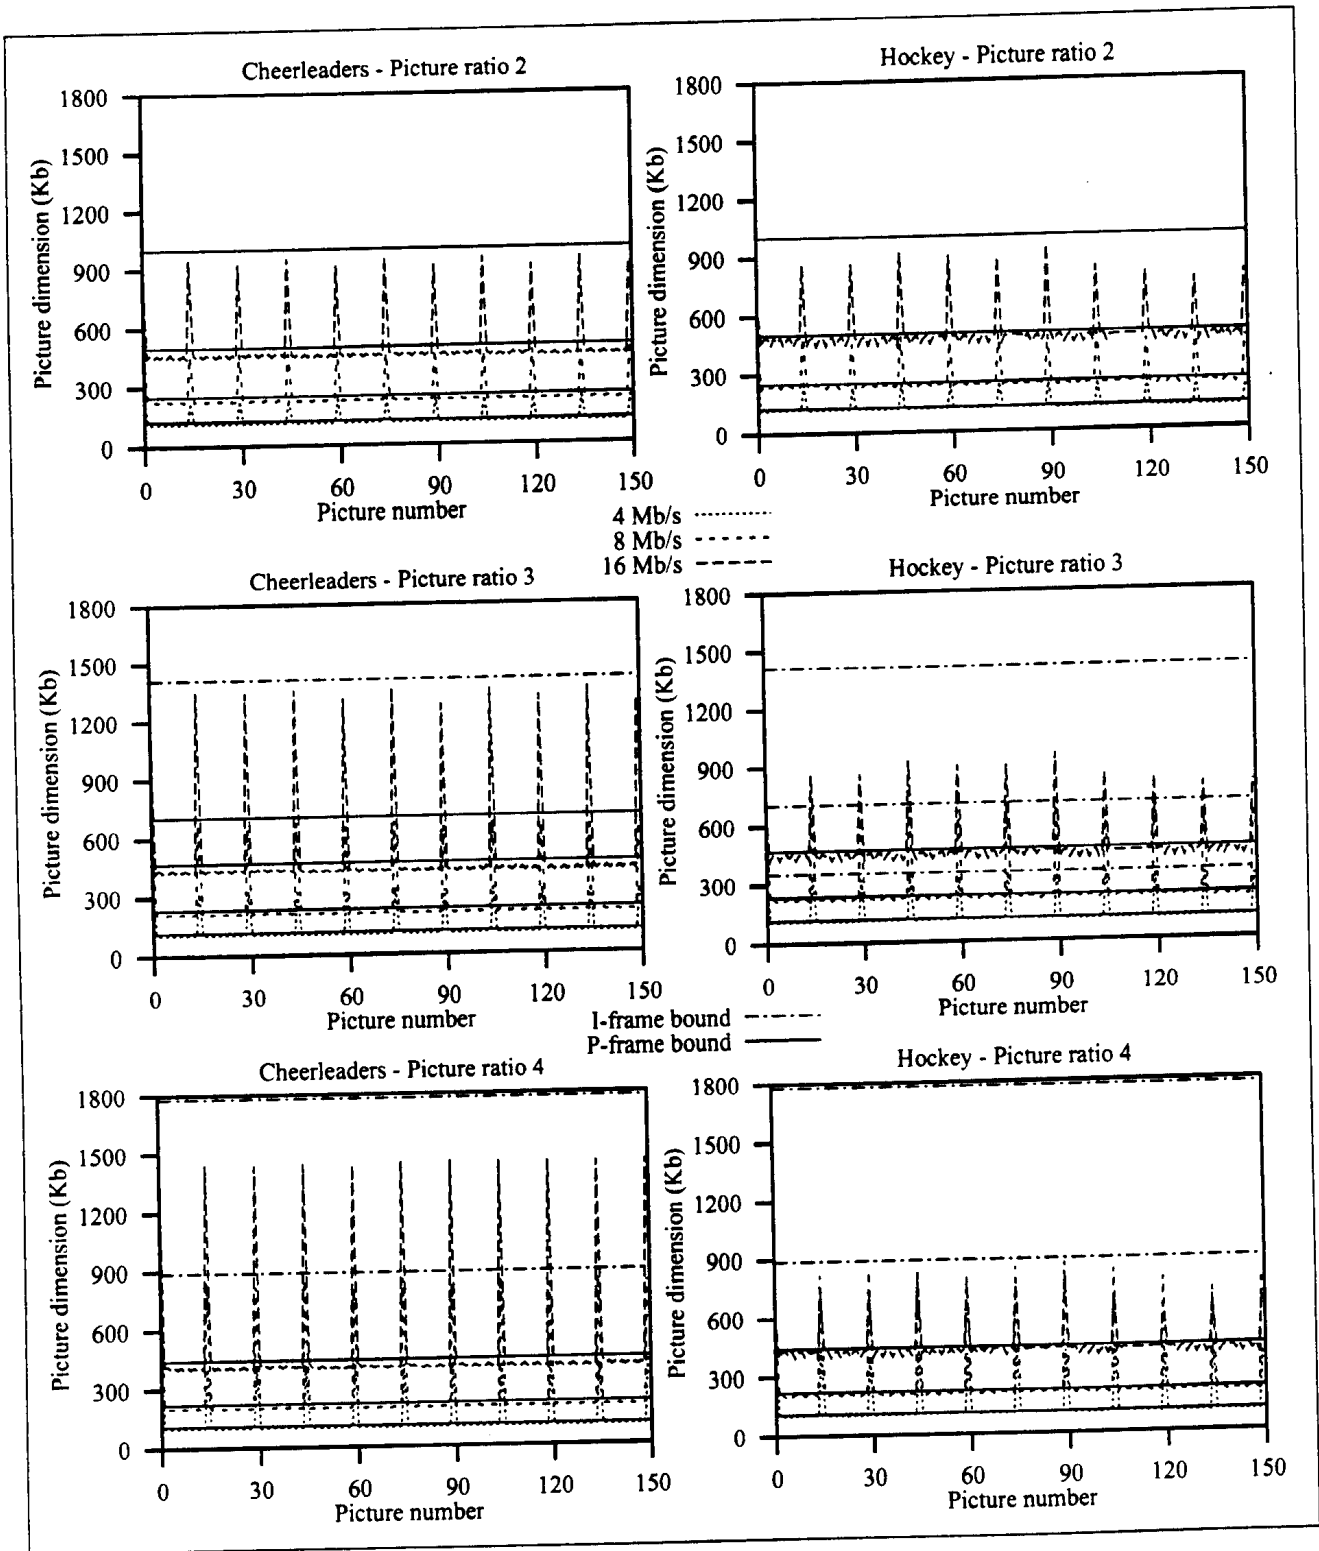 Cheerleaders - Picture ratio 2
Picture dimension (Kb)
1800
1500
1200
900
600
300
0
0 30 60 90 120 150
Picture number
Hockey - Picture ratio 2
Picture dimension (Kb)
1800
1500
1200
900
600
300
0
0 30 60 90 120 150
Picture number
4 Mb/s
8 Mb/s
16 Mb/s
Cheerleaders - Picture ratio 3
Picture dimension (Kb)
1800
1500
1200
900
600
300
0
0 30 60 90 120 150
Picture number
Hockey - Picture ratio 3
Picture dimension (Kb)
1800
1500
1200
900
600
300
0
0 30 60 90 120 150
Picture number
I-frame bound
P-frame bound
Cheerleaders - Picture ratio 4
Picture dimension (Kb)
1800
1500
1200
900
600
300
0
0 30 60 90 120 150
Picture number
Hockey - Picture ratio 4
Picture dimension (Kb)
1800
1500
1200
900
600
300
0
0 30 60 90 120 150
Picture number